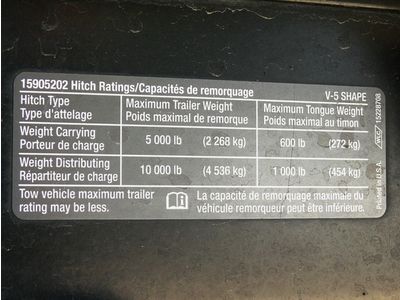 15905202 Hitch Ratings/Capacités de remorquage V-5 SHAPE
Hitch Type Maximum Trailer Weight Maximum Tongue Weight
Type d'attelage Poids maximal de remorque Poids maximal au timon
Weight Carrying
Porteur de charge 5 000 lb (2 268 kg) 600 lb (272 kg)
Weight Distributing
Répartiteur de charge 10 000 lb (4 536 kg) 1 000 lb (454 kg)
Tow vehicle maximum trailer
rating may be less.
La capacité de remorquage maximale du
véhicule remorqueur peut être inférieure.
15228708
Printed in U.S.A.